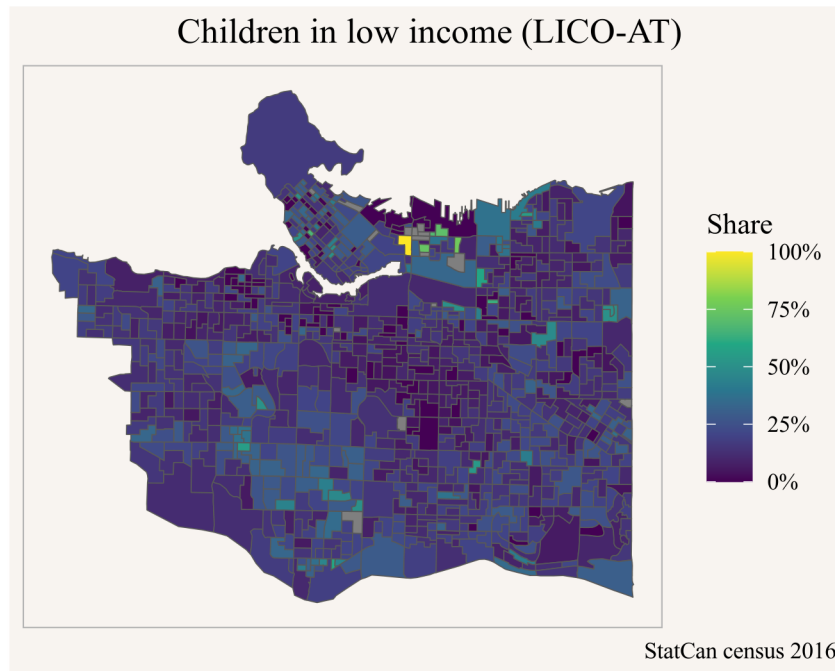 Children in low income (LICO-AT)
Share
100%
75%
50%
25%
0%
StatCan census 2016